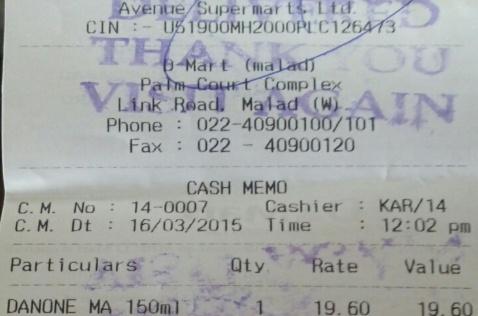 Avenue Supermarts Ltd.
CIN :- U51900MH2000PLC126473
D-Mart (malad)
Palm Court Complex
Link Road, Malad (W)
Phone : 022-40900100/101
Fax : 022 - 40900120
THANK YOU
VISIT AGAIN
CASH MEMO
C.M. No : 14-0007 Cashier : KAR/14
C.M. Dt : 16/03/2015 Time : 12:02 pm
Particulars Qty Rate Value
DANONE MA 150ml 1 19.60 19.60